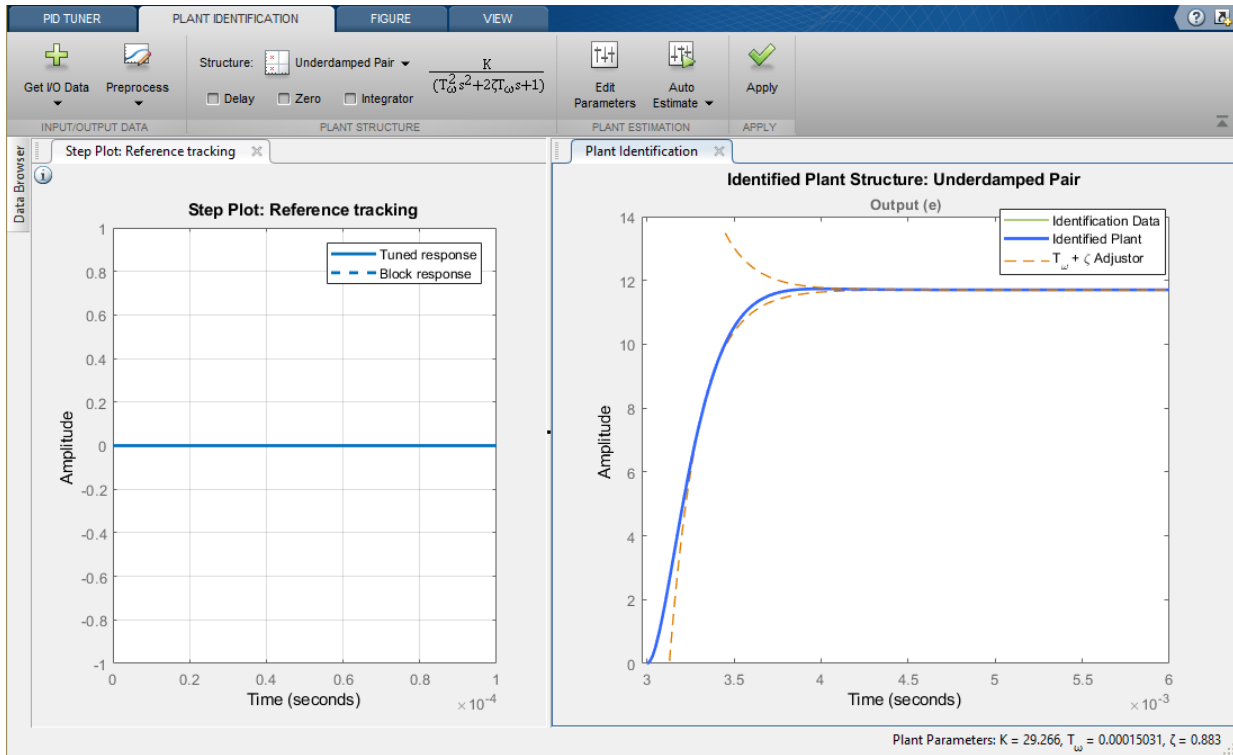 PID TUNER PLANT IDENTIFICATION FIGURE VIEW
Get I/O Data
Preprocess
INPUT/OUTPUT DATA
Structure: Underdamped Pair
K
(T²ωs²+2ζTωs+1)
Delay Zero Integrator
PLANT STRUCTURE
Edit
Parameters
Auto
Estimate
PLANT ESTIMATION
Apply
APPLY
Data Browser
Step Plot: Reference tracking
Step Plot: Reference tracking
Tuned response
Block response
Amplitude
1
0.8
0.6
0.4
0.2
0
-0.2
-0.4
-0.6
-0.8
-1
0 0.2 0.4 0.6 0.8 1
Time (seconds)
×10⁻⁴
Plant Identification
Identified Plant Structure: Underdamped Pair
Output (e)
Identification Data
Identified Plant
Tω + ζ Adjustor
Amplitude
14
12
10
8
6
4
2
0
3 3.5 4 4.5 5 5.5 6
Time (seconds)
×10⁻³
Plant Parameters: K = 29.266, Tω = 0.00015031, ζ = 0.883